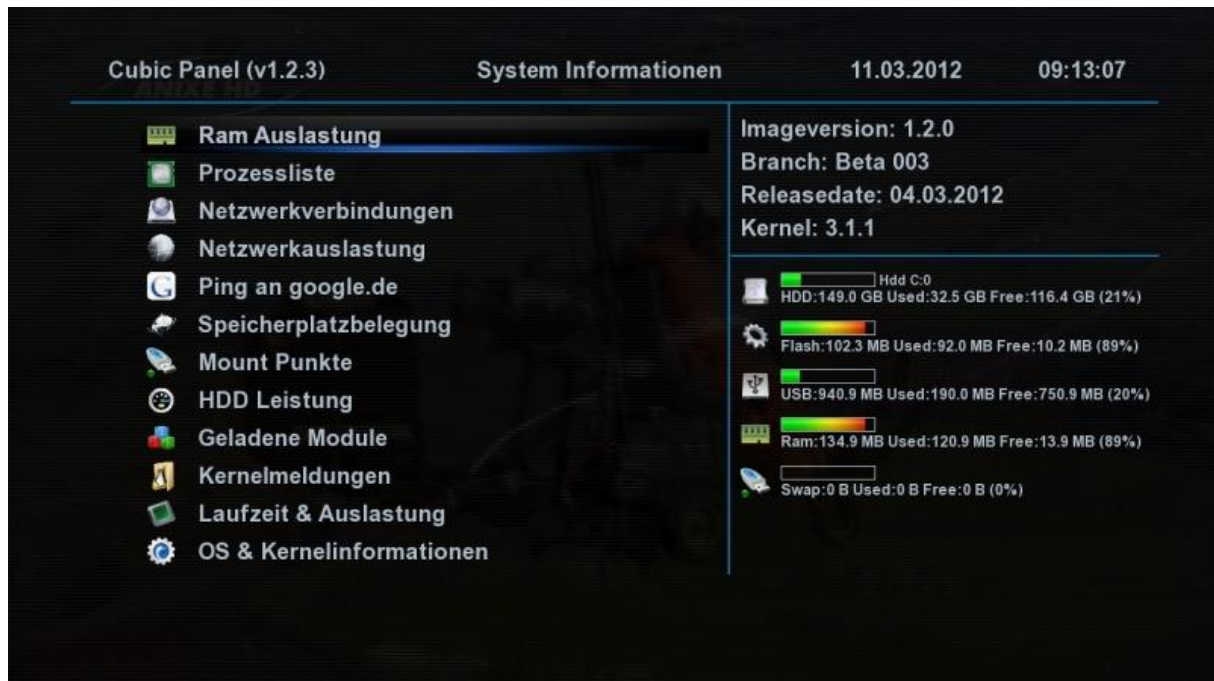 Cubic Panel (v1.2.3) System Informationen 11.03.2012 09:13:07
ANIXE HD
Ram Auslastung
Prozessliste
Netzwerkverbindungen
Netzwerkauslastung
Ping an google.de
Speicherplatzbelegung
Mount Punkte
HDD Leistung
Geladene Module
Kernelmeldungen
Laufzeit & Auslastung
OS & Kernelinformationen
Imageversion: 1.2.0
Branch: Beta 003
Releasedate: 04.03.2012
Kernel: 3.1.1
Hdd C:0
HDD:149.0 GB Used:32.5 GB Free:116.4 GB (21%)
Flash:102.3 MB Used:92.0 MB Free:10.2 MB (89%)
USB:940.9 MB Used:190.0 MB Free:750.9 MB (20%)
Ram:134.9 MB Used:120.9 MB Free:13.9 MB (89%)
Swap:0 B Used:0 B Free:0 B (0%)